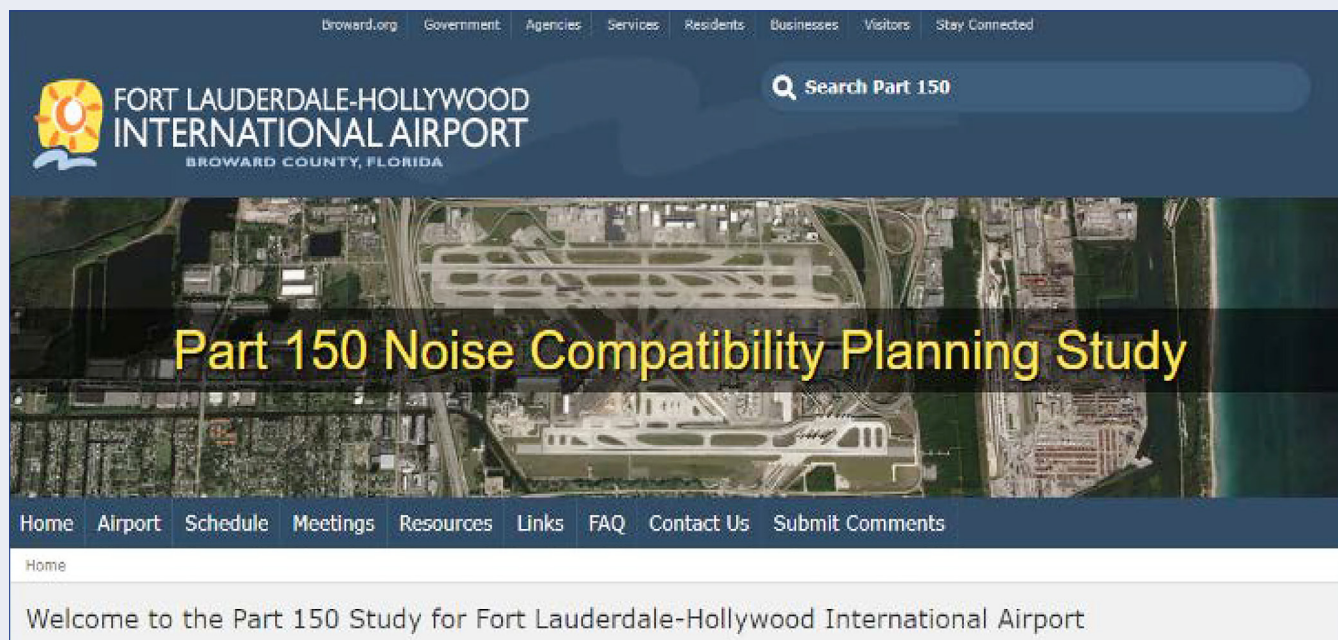 Broward.org Government Agencies Services Residents Businesses Visitors Stay Connected
FORT LAUDERDALE-HOLLYWOOD
INTERNATIONAL AIRPORT
BROWARD COUNTY, FLORIDA
Search Part 150
Part 150 Noise Compatibility Planning Study
Home Airport Schedule Meetings Resources Links FAQ Contact Us Submit Comments
Home
Welcome to the Part 150 Study for Fort Lauderdale-Hollywood International Airport